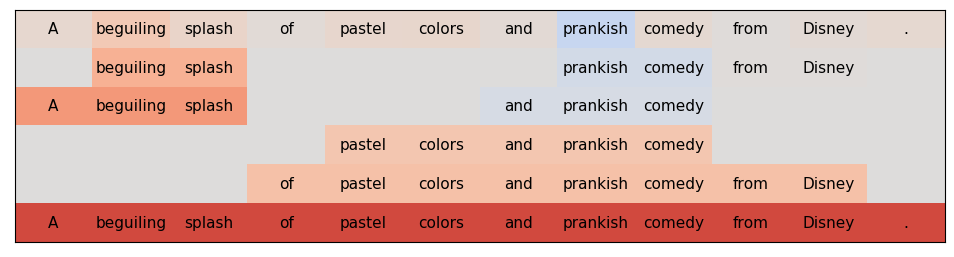 A beguiling splash of pastel colors and prankish comedy from Disney .
beguiling splash prankish comedy from Disney
A beguiling splash and prankish comedy
pastel colors and prankish comedy
of pastel colors and prankish comedy from Disney
A beguiling splash of pastel colors and prankish comedy from Disney .